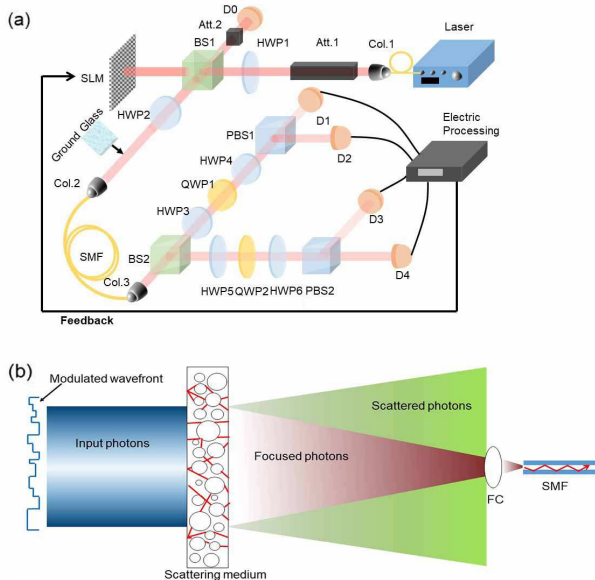 (a)
D0
Att.2
BS1
HWP1
Att.1
Col.1
Laser
SLM
HWP2
Ground Glass
D1
Electric
Processing
PBS1
D2
HWP4
Col.2
QWP1
D3
HWP3
SMF
BS2
D4
Col.3
HWP5 QWP2 HWP6 PBS2
Feedback
(b)
Modulated wavefront
Scattered photons
Input photons
Focused photons
FC
SMF
Scattering medium